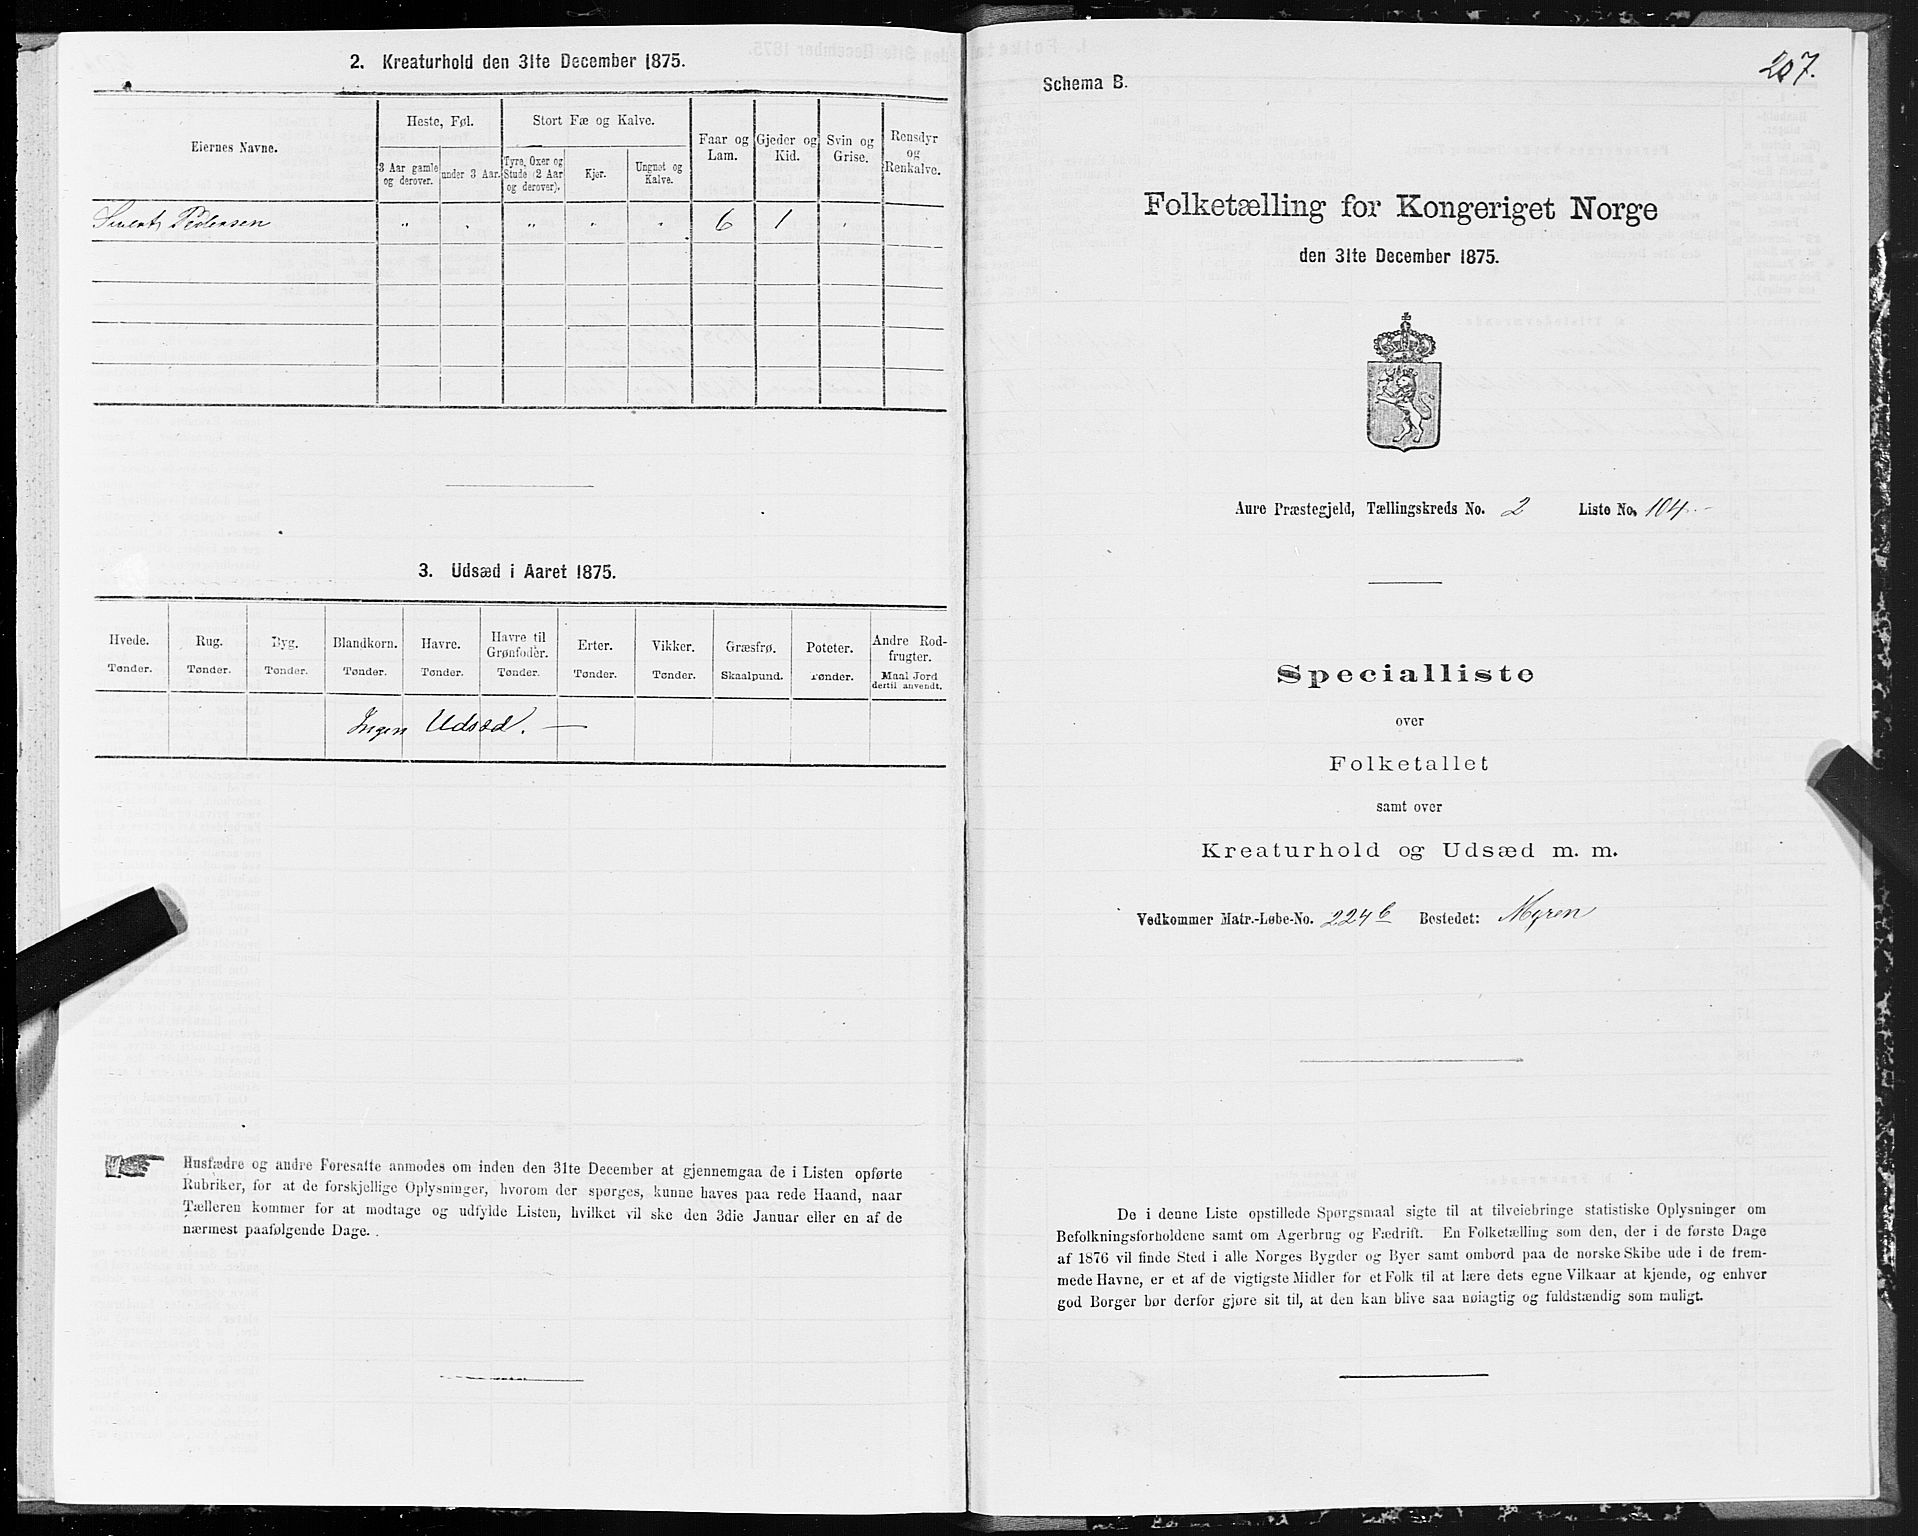 2. Kreaturhold den 31te December 1875.
Eiernes Navne.
Heste, Føl.
Stort Fæ og Kalve.
Faar og Lam.
Gjeder og Kid.
Svin og Grise.
Rensdyr og Renkalve.
3 Aar gamle og derover.
under 3 Aar.
Tyre, Oxer og Stude (2 Aar og derover).
Kjør.
Ungnøt og Kalve.
Sivert Pedersen " " " " " 6 1 "
3. Udsæd i Aaret 1875.
Hvede. Rug. Byg. Blandkorn. Havre. Havre til Grønfoder. Erter. Vikker. Græsfrø. Poteter. Andre Rodfrugter.
Tønder. Tønder. Tønder. Tønder. Tønder. Tønder. Tønder. Tønder. Skaalpund. Tønder. Maal Jord dertil anvendt.
Ingen Udsæd. —
Husfædre og andre Foresatte anmodes om inden den 31te December at gjennemgaa de i Listen opførte
Rubriker, for at de forskjellige Oplysninger, hvorom der spørges, kunne haves paa rede Haand, naar
Tælleren kommer for at modtage og udfylde Listen, hvilket vil ske den 3die Januar eller en af de
nærmest paafølgende Dage.
207.
Schema B.
Folketælling for Kongeriget Norge
den 31te December 1875.
Aure Præstegjeld, Tællingskreds No. 2 Liste No. 104.
Specialliste
over
Folketallet
samt over
Kreaturhold og Udsæd m. m.
Vedkommer Matr.-Løbe-No. 224 b Bostedet: Myren
De i denne Liste opstillede Spørgsmaal sigte til at tilveiebringe statistiske Oplysninger om
Befolkningsforholdene samt om Agerbrug og Fædrift. En Folketælling som den, der i de første Dage
af 1876 vil finde Sted i alle Norges Bygder og Byer samt ombord paa de norske Skibe ude i de frem-
mede Havne, er et af de vigtigste Midler for et Folk til at lære dets egne Vilkaar at kjende, og enhver
god Borger bør derfor gjøre sit til, at den kan blive saa nøiagtig og fuldstændig som muligt.